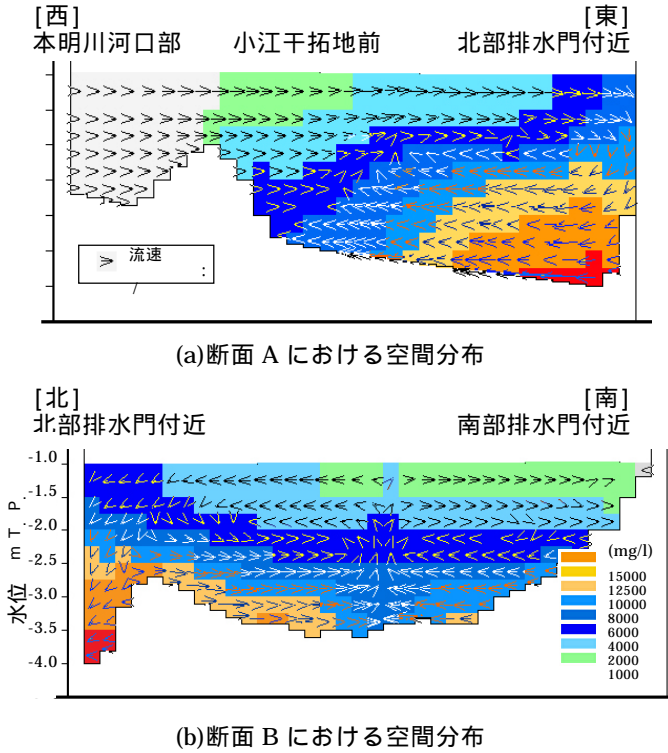 [西] [東]
本明川河口部 小江干拓地前 北部排水門付近
流速
:
(a)断面 A における空間分布
[北] [南]
北部排水門付近 南部排水門付近
水位 m T. P.
-1.0
-1.5
-2.0
-2.5
-3.0
-3.5
-4.0
(mg/l)
15000
12500
10000
8000
6000
4000
2000
1000
(b)断面 B における空間分布